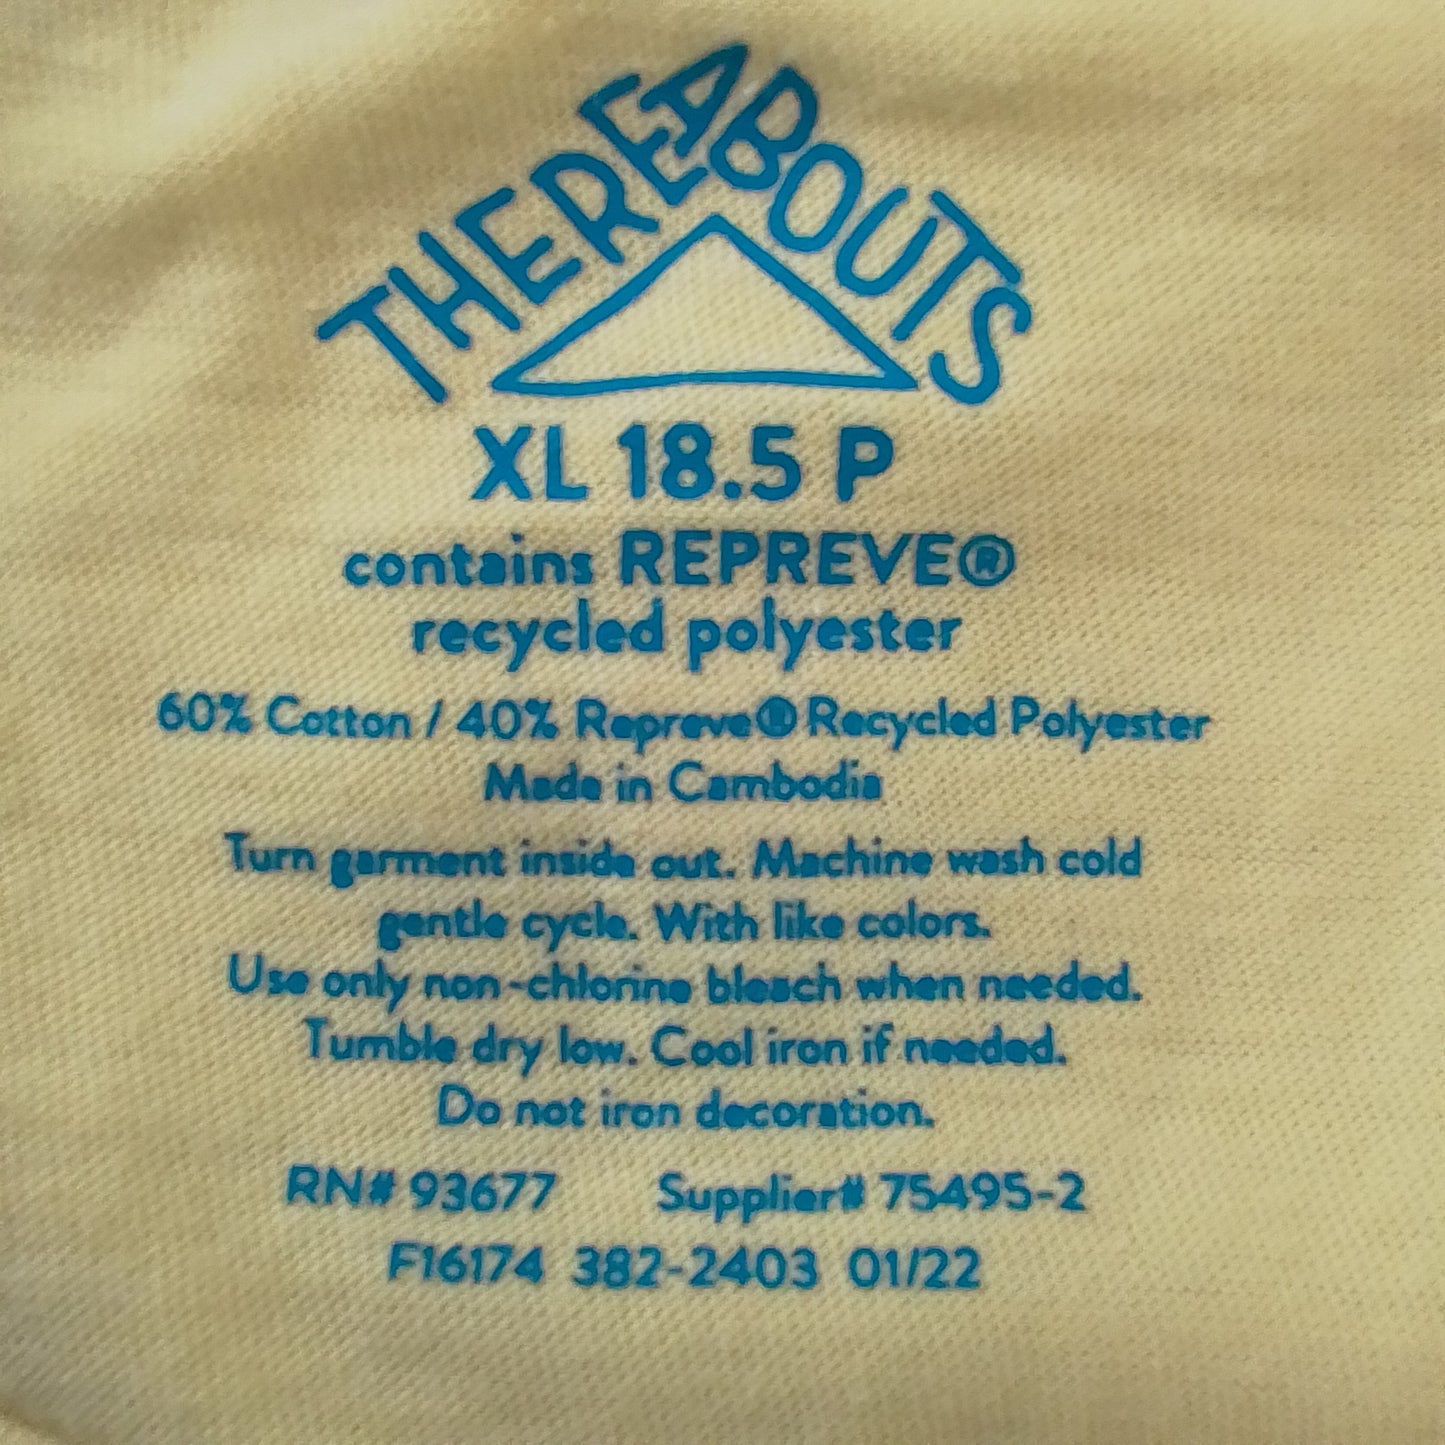 THEREABOUTS
XL 18.5 P
contains REPREVE®
recycled polyester
60% Cotton / 40% Repreve® Recycled Polyester
Made in Cambodia
Turn garment inside out. Machine wash cold
gentle cycle. With like colors.
Use only non-chlorine bleach when needed.
Tumble dry low. Cool iron if needed.
Do not iron decoration.
RN# 93677 Supplier# 75495-2
F16174 382-2403 01/22